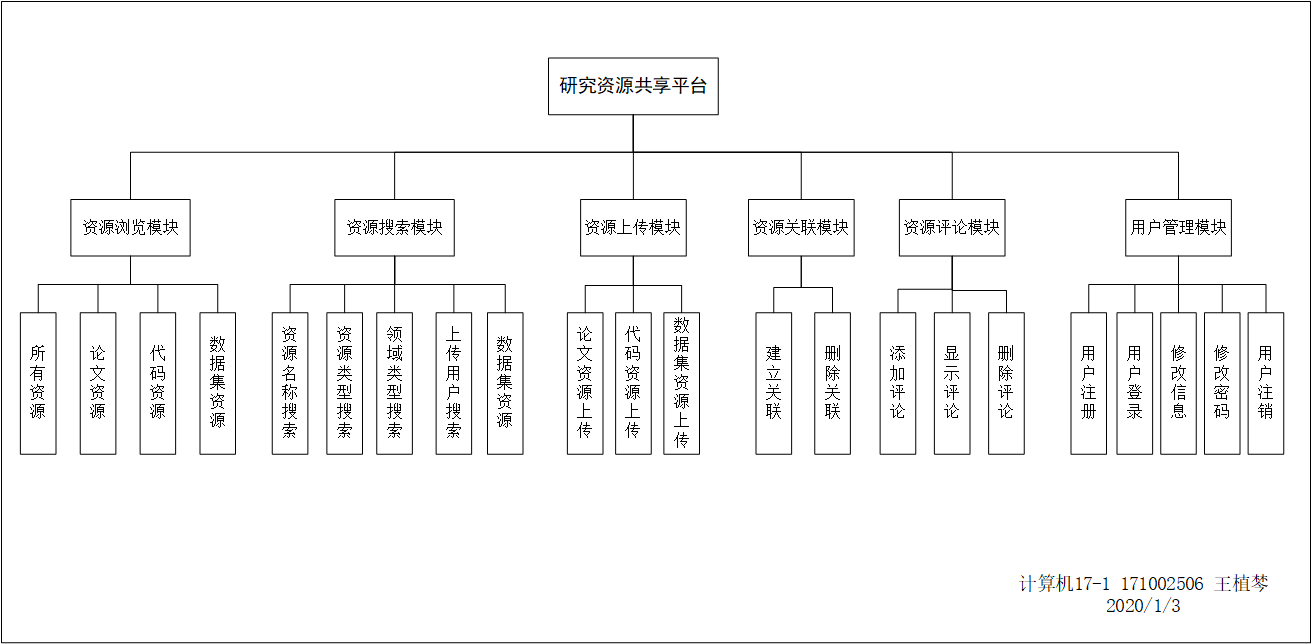 研究资源共享平台
资源浏览模块
资源搜索模块
资源上传模块
资源关联模块
资源评论模块
用户管理模块
所有资源
论文资源
代码资源
数据集资源
资源名称搜索
资源类型搜索
领域类型搜索
上传用户搜索
数据集资源
论文资源上传
代码资源上传
数据集资源上传
建立关联
删除关联
添加评论
显示评论
删除评论
用户注册
用户登录
修改信息
修改密码
用户注销
计算机17-1 171002506 王植梦
2020/1/3